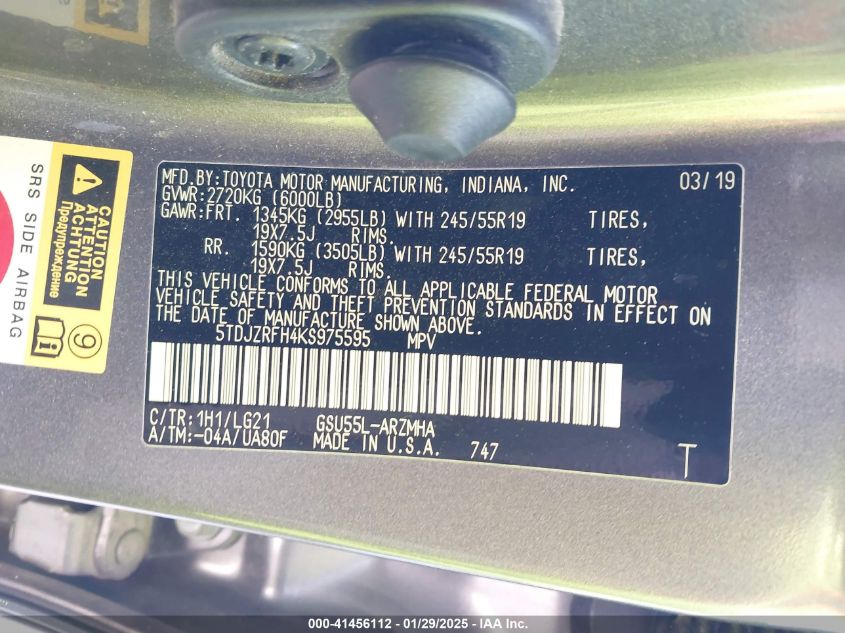 SRS SIDE AIRBAG
CAUTION
ATTENTION
ACHTUNG
Предупреждение
9
MFD.BY:TOYOTA MOTOR MANUFACTURING, INDIANA, INC. 03/19
GVWR:2720KG (6000LB)
GAWR:FRT. 1345KG (2955LB) WITH 245/55R19 TIRES,
19X7.5J RIMS.
RR. 1590KG (3505LB) WITH 245/55R19 TIRES,
19X7.5J RIMS.
THIS VEHICLE CONFORMS TO ALL APPLICABLE FEDERAL MOTOR
VEHICLE SAFETY AND THEFT PREVENTION STANDARDS IN EFFECT ON
THE DATE OF MANUFACTURE SHOWN ABOVE.
5TDJZRFH4KS975595 MPV
C/TR:1H1/LG21 GSU55L-ARZMHA
A/TM:-04A/UA80F MADE IN U.S.A. 747
T
000-41456112 - 01/29/2025 - IAA Inc.